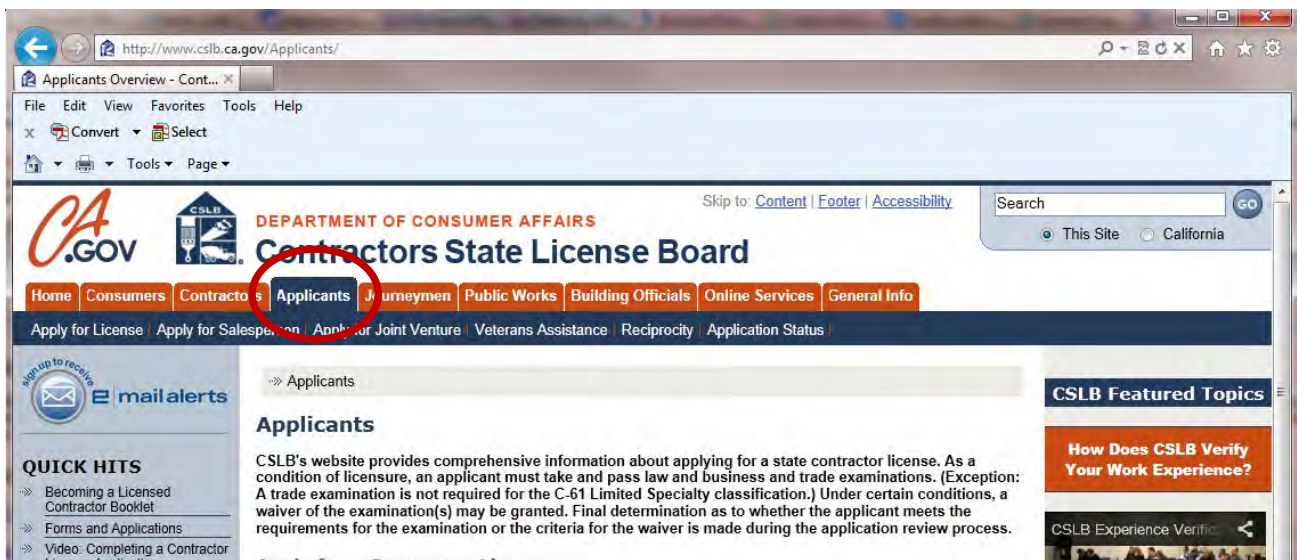 http://www.cslb.ca.gov/Applicants/
Applicants Overview - Cont...
File Edit View Favorites Tools Help
x Convert Select
Tools Page
CA.GOV
CSLB
DEPARTMENT OF CONSUMER AFFAIRS
Contractors State License Board
Skip to: Content | Footer | Accessibility
Search GO
This Site California
Home Consumers Contractors Applicants Journeymen Public Works Building Officials Online Services General Info
Apply for License | Apply for Salesperson | Apply for Joint Venture | Veterans Assistance | Reciprocity | Application Status |
sign up to receive
E mail alerts
QUICK HITS
Becoming a Licensed
Contractor Booklet
Forms and Applications
Video: Completing a Contractor
Applicants
Applicants
CSLB's website provides comprehensive information about applying for a state contractor license. As a
condition of licensure, an applicant must take and pass law and business and trade examinations. (Exception:
A trade examination is not required for the C-61 Limited Specialty classification.) Under certain conditions, a
waiver of the examination(s) may be granted. Final determination as to whether the applicant meets the
requirements for the examination or the criteria for the waiver is made during the application review process.
CSLB Featured Topics
How Does CSLB Verify
Your Work Experience?
CSLB Experience Verific